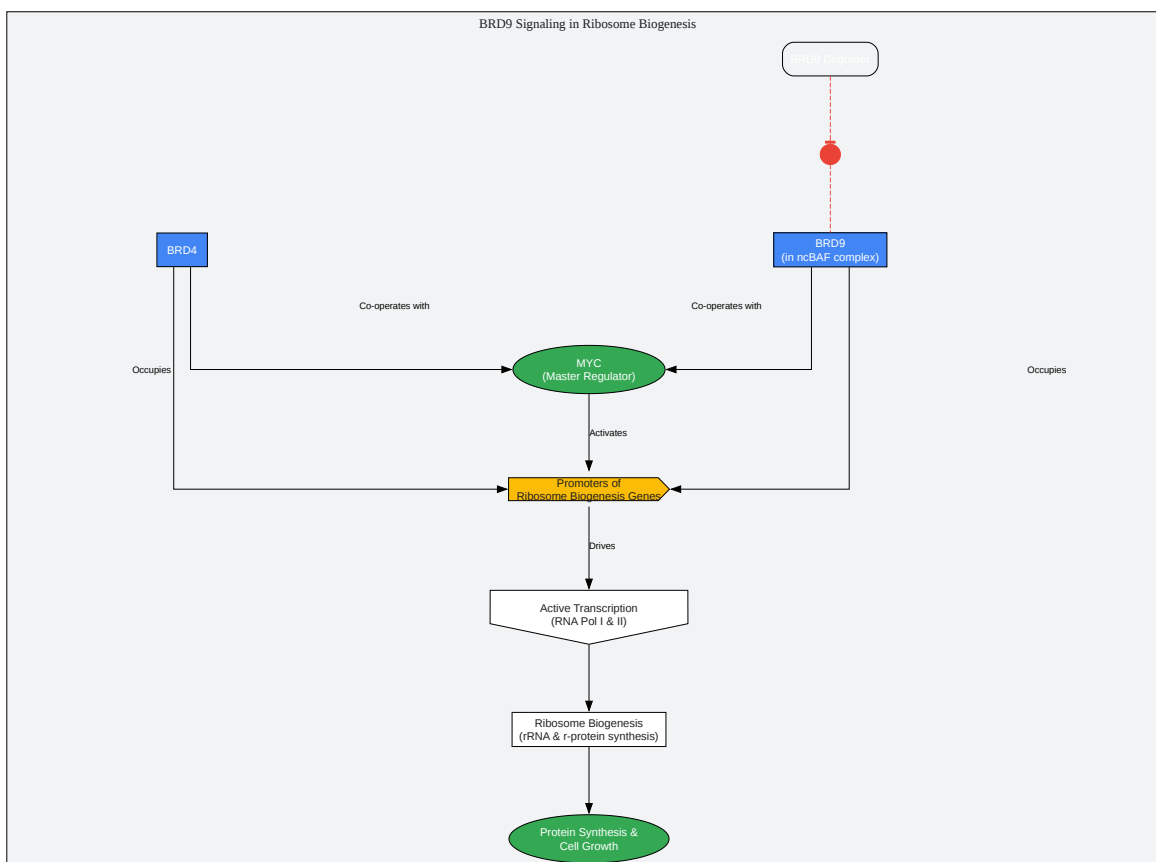 BRD9 Signaling in Ribosome Biogenesis
BRD9 Degrader
BRD4
BRD9
(in ncBAF complex)
Co-operates with
Co-operates with
Occupies
MYC
(Master Regulator)
Occupies
Activates
Promoters of
Ribosome Biogenesis Genes
Drives
Active Transcription
(RNA Pol I & II)
Ribosome Biogenesis
(rRNA & r-protein synthesis)
Protein Synthesis &
Cell Growth